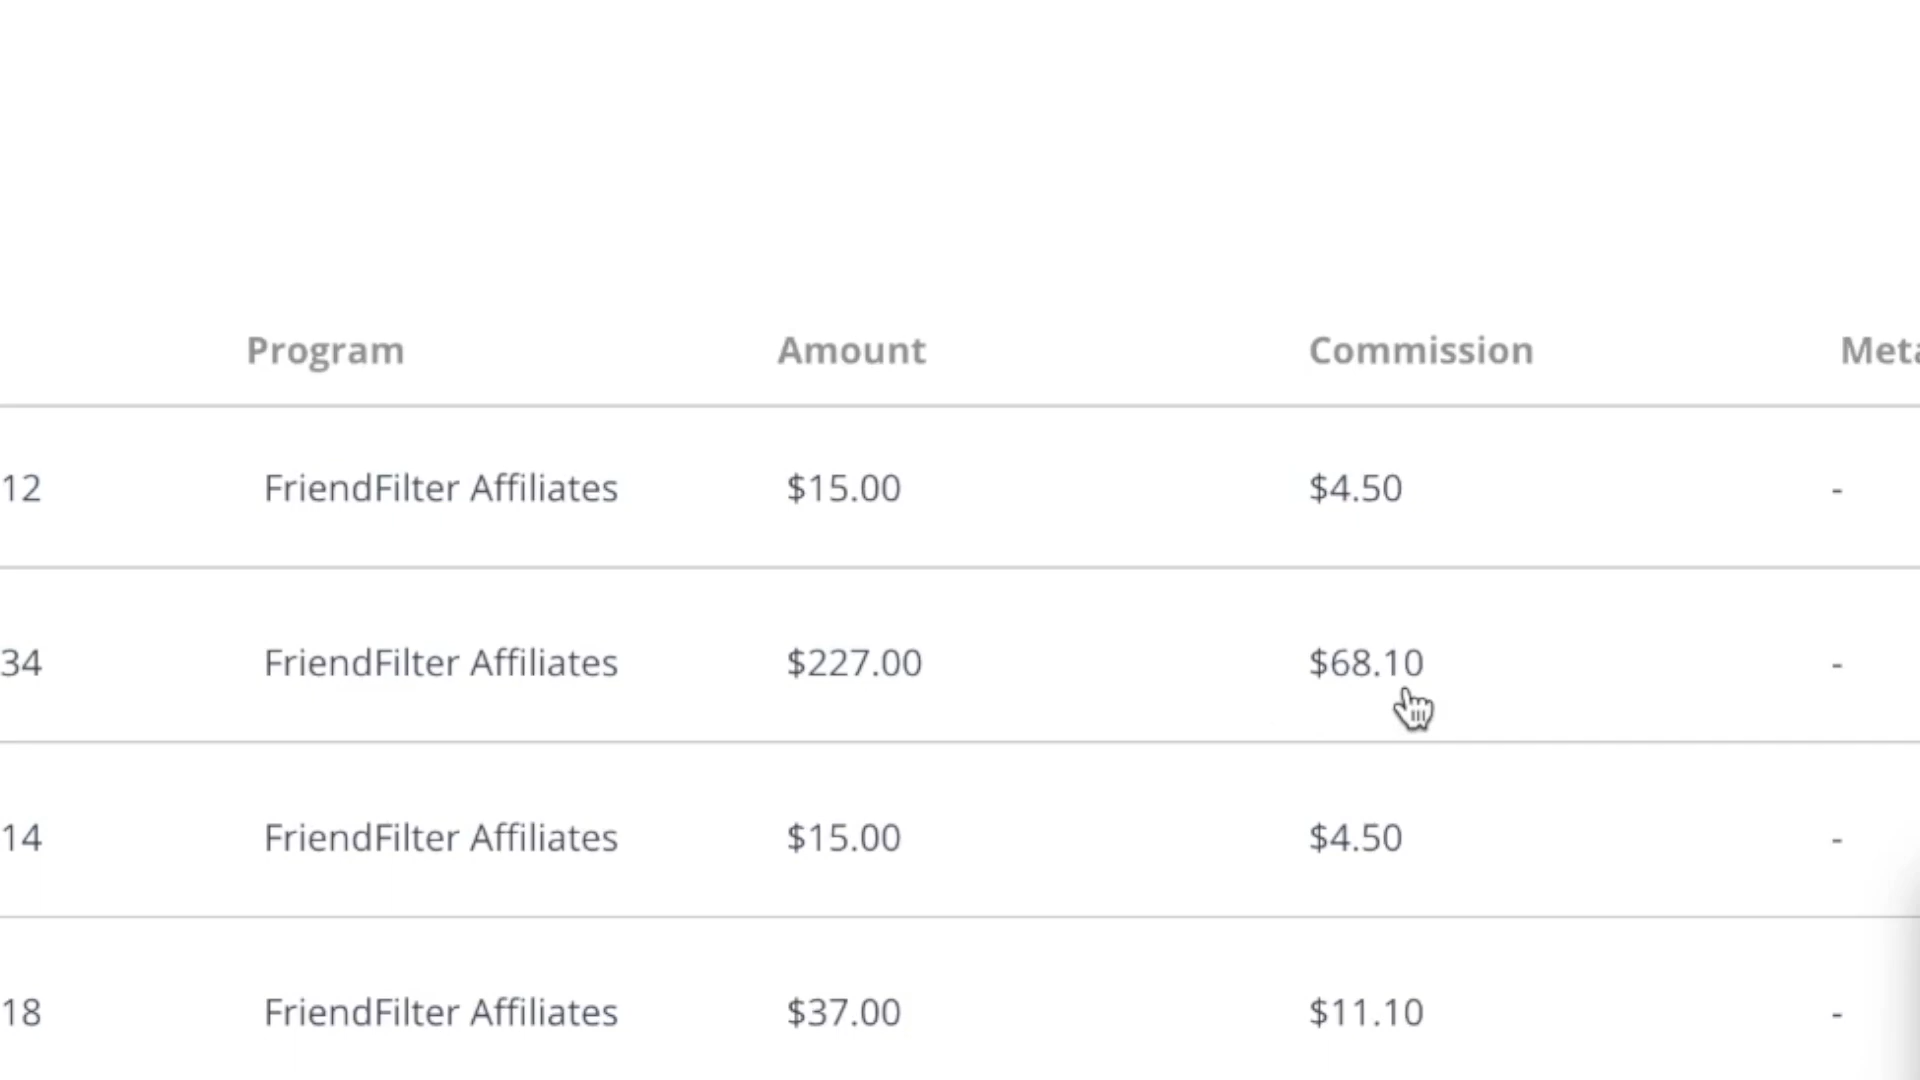 Program Amount Commission Meta
12 FriendFilter Affiliates $15.00 $4.50 -
34 FriendFilter Affiliates $227.00 $68.10 -
14 FriendFilter Affiliates $15.00 $4.50 -
18 FriendFilter Affiliates $37.00 $11.10 -